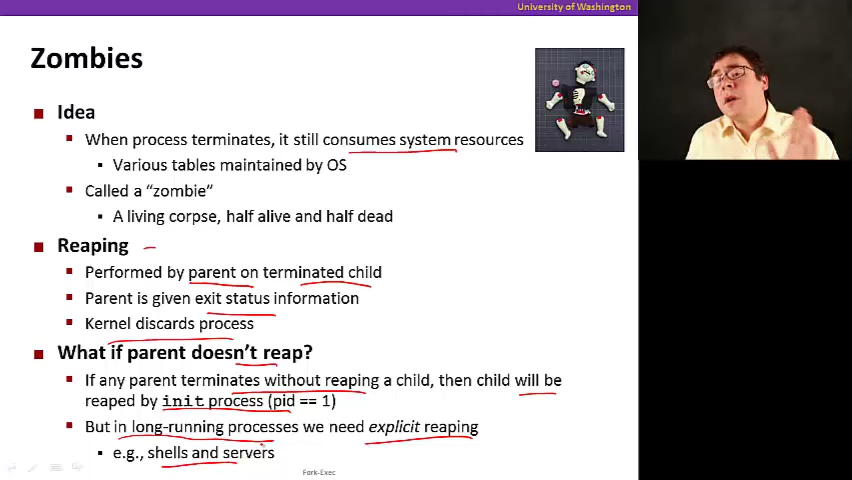 University of Washington
Zombies
Idea
When process terminates, it still consumes system resources
Various tables maintained by OS
Called a “zombie”
A living corpse, half alive and half dead
Reaping
Performed by parent on terminated child
Parent is given exit status information
Kernel discards process
What if parent doesn’t reap?
If any parent terminates without reaping a child, then child will be
reaped by init process (pid == 1)
But in long-running processes we need explicit reaping
e.g., shells and servers
Fork-Exec